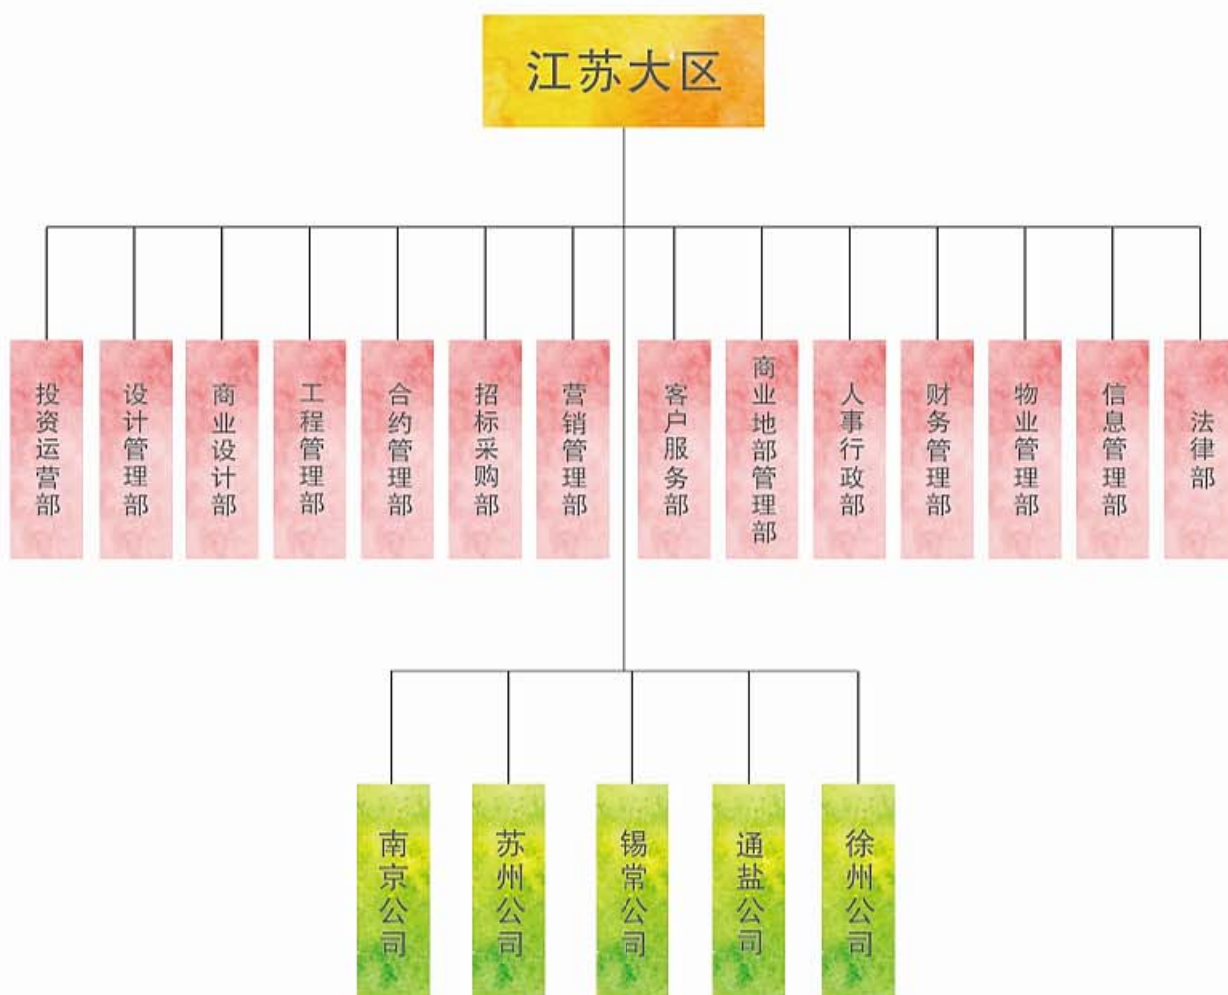 江苏大区
投资运营部
设计管理部
商业设计部
工程管理部
合约管理部
招标采购部
营销管理部
客户服务部
商业地部管理部
人事行政部
财务管理部
物业管理部
信息管理部
法律部
南京公司
苏州公司
锡常公司
通盐公司
徐州公司